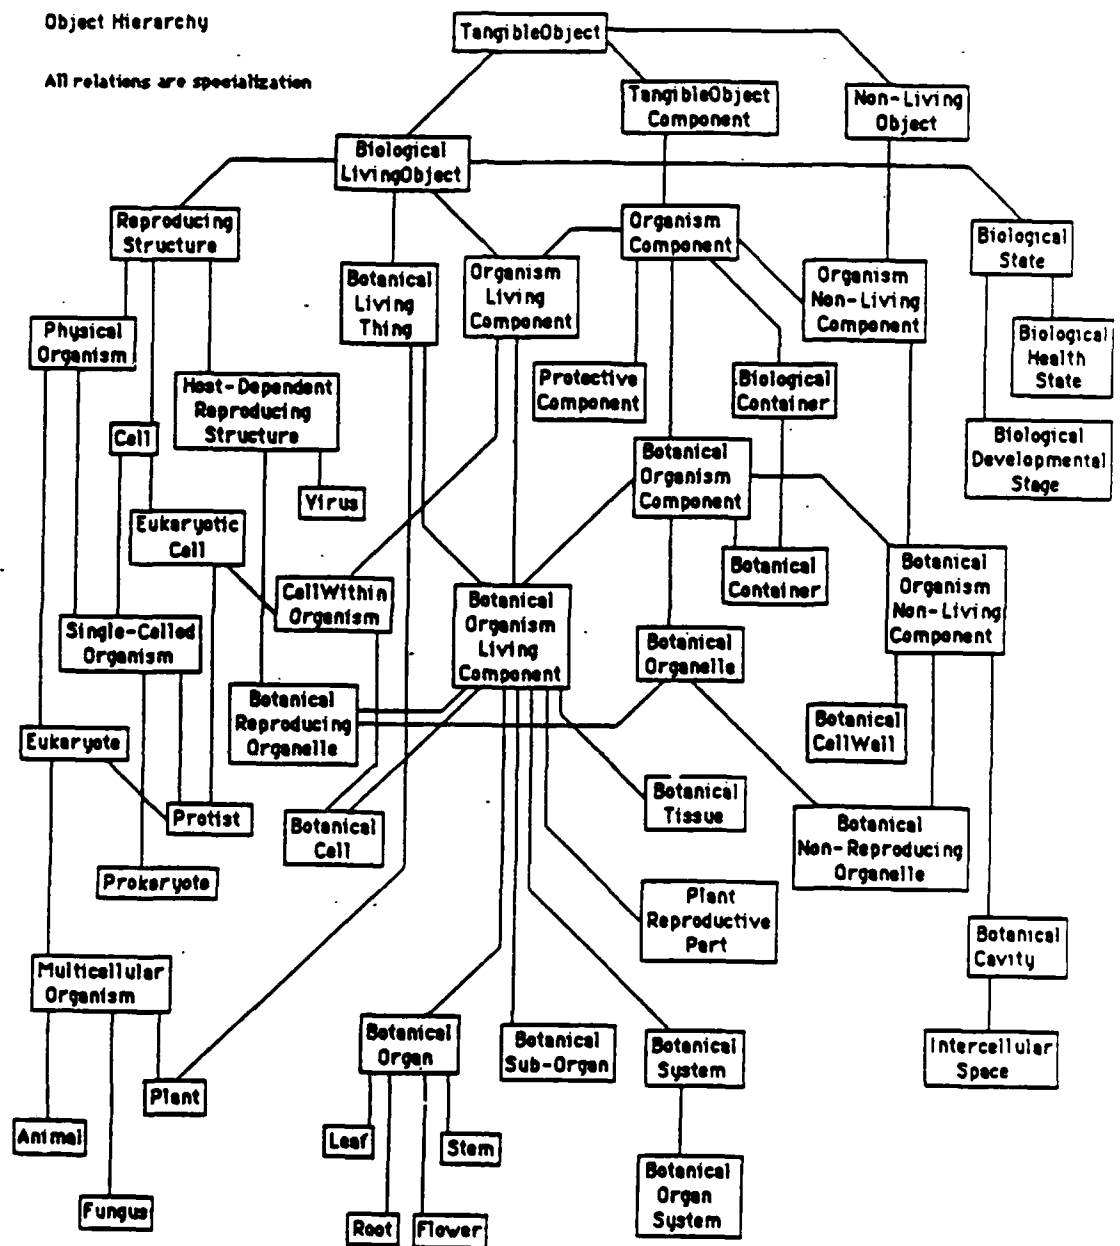 Object Hierarchy
All relations are specialization
TangibleObject
TangibleObject
Component
Non-Living
Object
Biological
LivingObject
Reproducing
Structure
Organism
Component
Biological
State
Botanical
Living
Thing
Organism
Living
Component
Organism
Non-Living
Component
Physical
Organism
Biological
Health
State
Host-Dependent
Reproducing
Structure
Protective
Component
Biological
Container
Cell
Biological
Developmental
Stage
Botanical
Organism
Component
Virus
Eukaryotic
Cell
Botanical
Container
Botanical
Organism
Non-Living
Component
CellWithin
Organism
Botanical
Organism
Living
Component
Single-Celled
Organism
Botanical
Organelle
Botanical
Reproducing
Organelle
Botanical
CellWall
Eukaryote
Botanical
Tissue
Protist
Botanical
Cell
Botanical
Non-Reproducing
Organelle
Prokaryote
Plant
Reproductive
Part
Botanical
Cavity
Multicellular
Organism
Botanical
Organ
Botanical
Sub-Organ
Botanical
System
Intercellular
Space
Plant
Animal
Leaf
Stem
Botanical
Organ
System
Fungus
Root
Flower